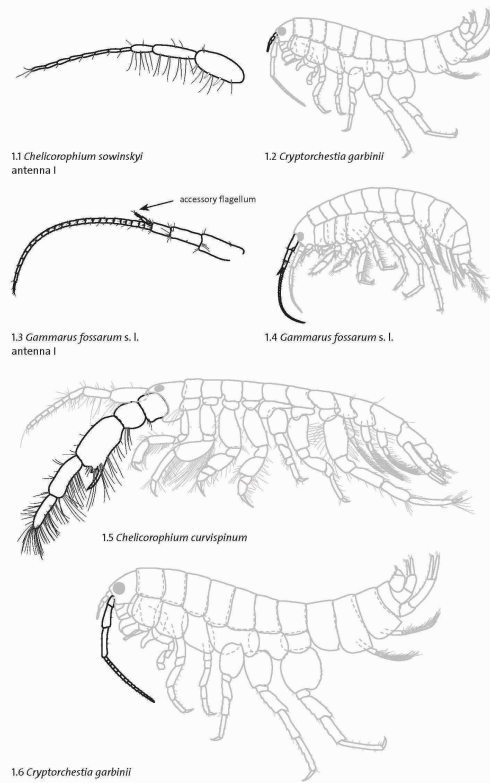 1.1 Chelicorophium sowinskyi
antenna I
1.2 Cryptorchestia garbinii
accessory flagellum
1.3 Gammarus fossarum s. l.
antenna I
1.4 Gammarus fossarum s. l.
1.5 Chelicorophium curvispinum
1.6 Cryptorchestia garbinii